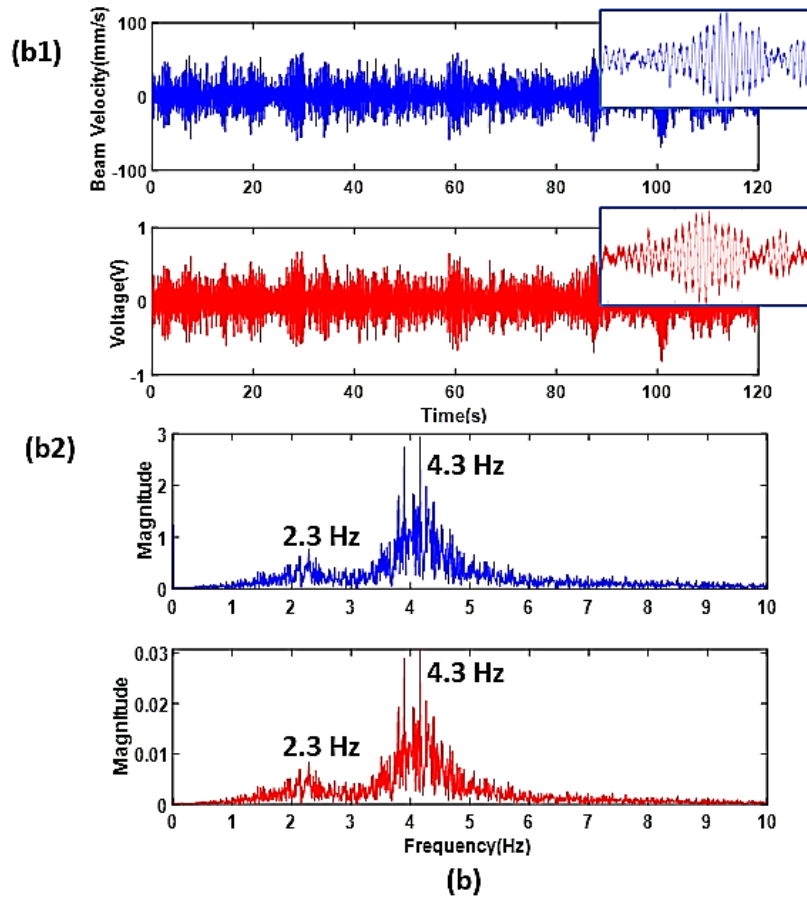 (b1)
Beam Velocity(mm/s)
100
0
-100
0 20 40 60 80 100 120
Voltage(V)
1
0
-1
0 20 40 60 80 100 120
Time(s)
(b2)
Magnitude
3
2
1
0
4.3 Hz
2.3 Hz
0 1 2 3 4 5 6 7 8 9 10
Magnitude
0.03
0.02
0.01
0
4.3 Hz
2.3 Hz
0 1 2 3 4 5 6 7 8 9 10
Frequency(Hz)
(b)